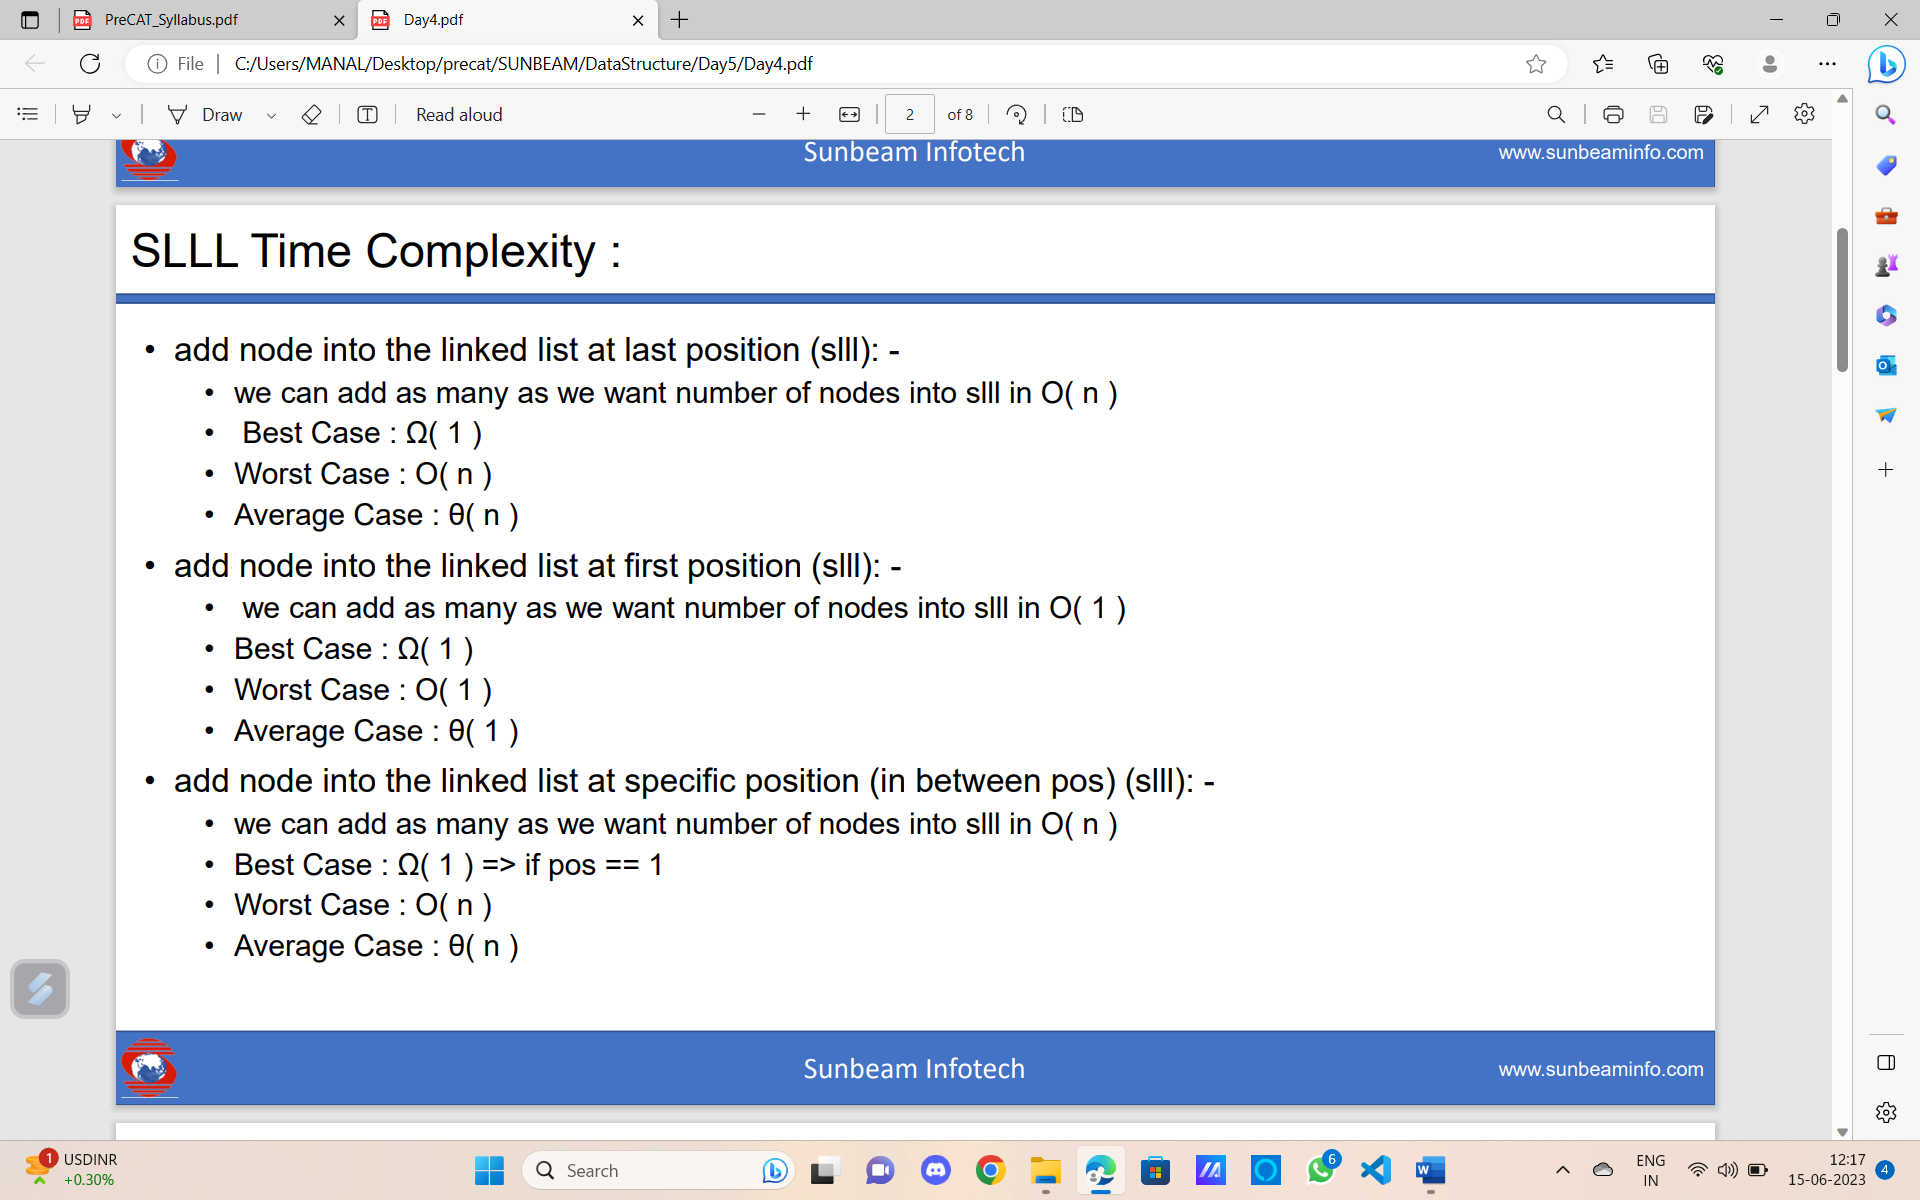 PreCAT_Syllabus.pdf
Day4.pdf
File
C:/Users/MANAL/Desktop/precat/SUNBEAM/DataStructure/Day5/Day4.pdf
Draw
Read aloud
2 of 8
Sunbeam Infotech
www.sunbeaminfo.com
SLLL Time Complexity :
• add node into the linked list at last position (slll): -
• we can add as many as we want number of nodes into slll in O( n )
• Best Case : Ω( 1 )
• Worst Case : O( n )
• Average Case : θ( n )
• add node into the linked list at first position (slll): -
• we can add as many as we want number of nodes into slll in O( 1 )
• Best Case : Ω( 1 )
• Worst Case : O( 1 )
• Average Case : θ( 1 )
• add node into the linked list at specific position (in between pos) (slll): -
• we can add as many as we want number of nodes into slll in O( n )
• Best Case : Ω( 1 ) => if pos == 1
• Worst Case : O( n )
• Average Case : θ( n )
Sunbeam Infotech
www.sunbeaminfo.com
1
USDINR
+0.30%
Search
6
ENG
IN
12:17
15-06-2023
4